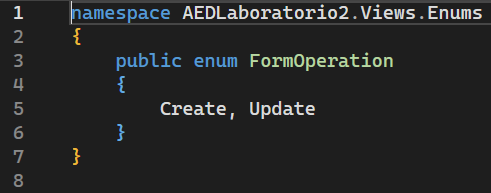 1 namespace AEDLaboratorio2.Views.Enums
2 {
3     public enum FormOperation
4     {
5         Create, Update
6     }
7 }
8